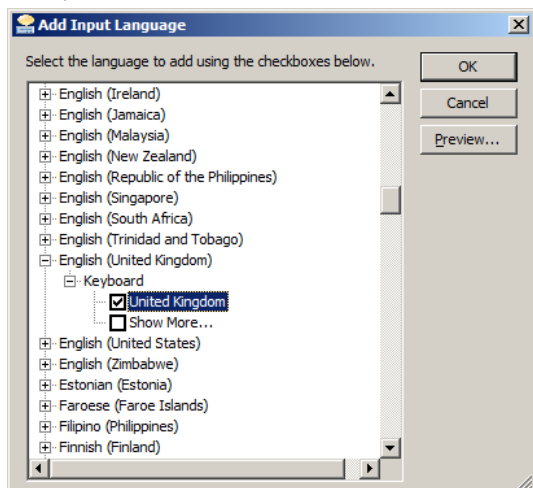 Add Input Language
Select the language to add using the checkboxes below.
OK
Cancel
Preview...
English (Ireland)
English (Jamaica)
English (Malaysia)
English (New Zealand)
English (Republic of the Philippines)
English (Singapore)
English (South Africa)
English (Trinidad and Tobago)
English (United Kingdom)
Keyboard
United Kingdom
Show More...
English (United States)
English (Zimbabwe)
Estonian (Estonia)
Faroese (Faroe Islands)
Filipino (Philippines)
Finnish (Finland)